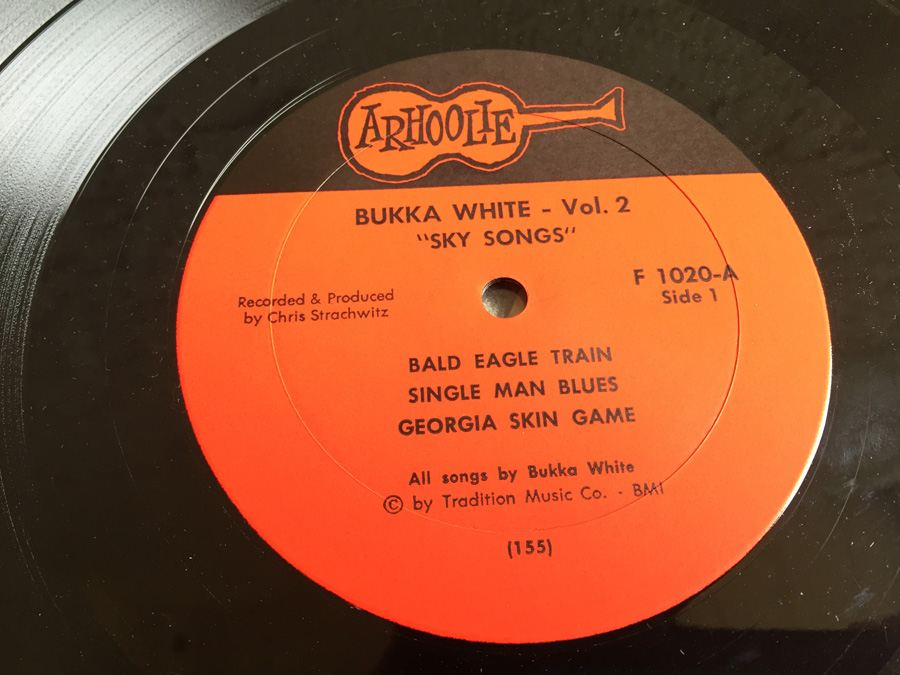 ARHOOLIE
BUKKA WHITE - Vol. 2
"SKY SONGS"
Recorded & Produced
by Chris Strachwitz
F 1020-A
Side 1
BALD EAGLE TRAIN
SINGLE MAN BLUES
GEORGIA SKIN GAME
All songs by Bukka White
© by Tradition Music Co. - BMI
(155)